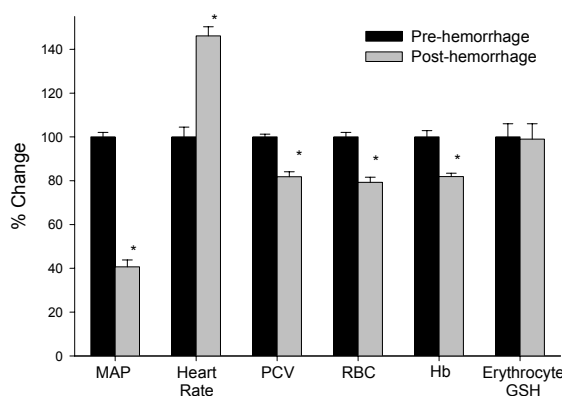 Pre-hemorrhage
Post-hemorrhage
% Change
140
120
100
80
60
40
20
0
*
*
*
*
*
MAP
Heart
Rate
PCV
RBC
Hb
Erythrocyte
GSH